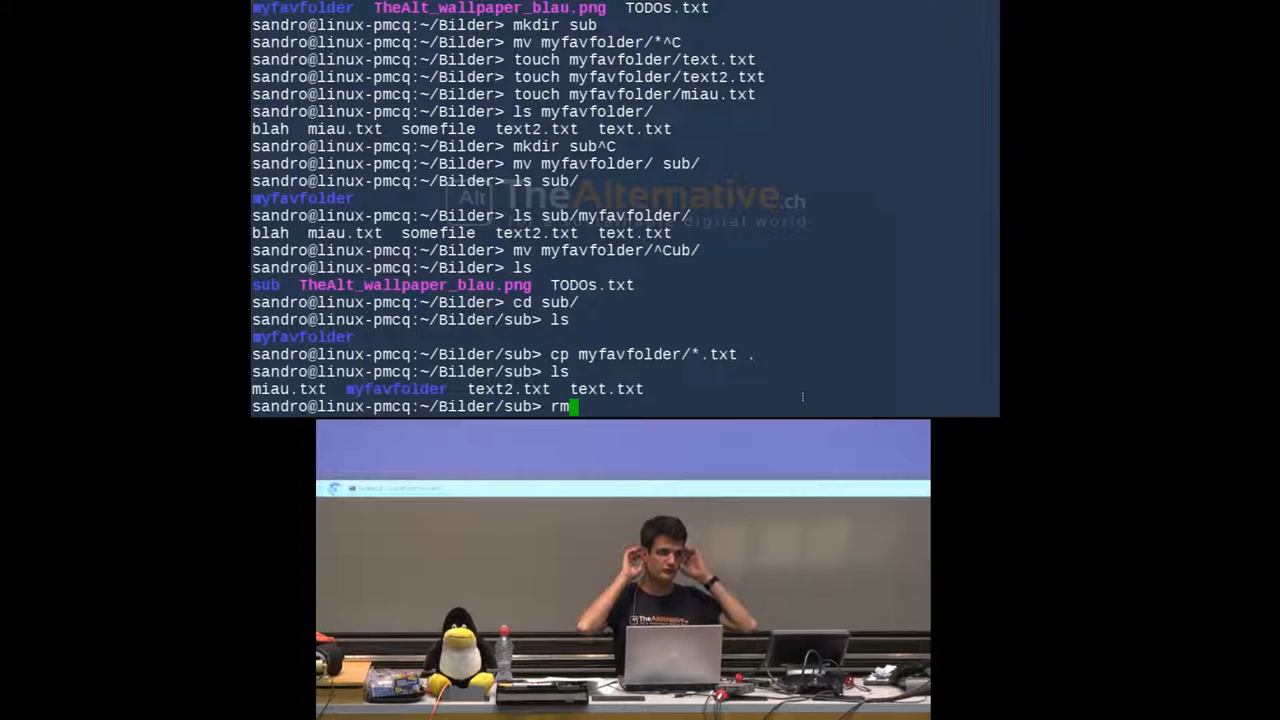 myfavfolder  TheAlt_wallpaper_blau.png  TODOs.txt
sandro@linux-pmcq:~/Bilder> mkdir sub
sandro@linux-pmcq:~/Bilder> mv myfavfolder/*^C
sandro@linux-pmcq:~/Bilder> touch myfavfolder/text.txt
sandro@linux-pmcq:~/Bilder> touch myfavfolder/text2.txt
sandro@linux-pmcq:~/Bilder> touch myfavfolder/miau.txt
sandro@linux-pmcq:~/Bilder> ls myfavfolder/
blah  miau.txt  somefile  text2.txt  text.txt
sandro@linux-pmcq:~/Bilder> mkdir sub^C
sandro@linux-pmcq:~/Bilder> mv myfavfolder/ sub/
sandro@linux-pmcq:~/Bilder> ls sub/
myfavfolder
Alt TheAlternative.ch
sandro@linux-pmcq:~/Bilder> ls sub/myfavfolder/
digital world
blah  miau.txt  somefile  text2.txt  text.txt
sandro@linux-pmcq:~/Bilder> mv myfavfolder/^Cub/
sandro@linux-pmcq:~/Bilder> ls
sub  TheAlt_wallpaper_blau.png  TODOs.txt
sandro@linux-pmcq:~/Bilder> cd sub/
sandro@linux-pmcq:~/Bilder/sub> ls
myfavfolder
sandro@linux-pmcq:~/Bilder/sub> cp myfavfolder/*.txt .
sandro@linux-pmcq:~/Bilder/sub> ls
miau.txt  myfavfolder  text2.txt  text.txt
sandro@linux-pmcq:~/Bilder/sub> rm
TheAlternative